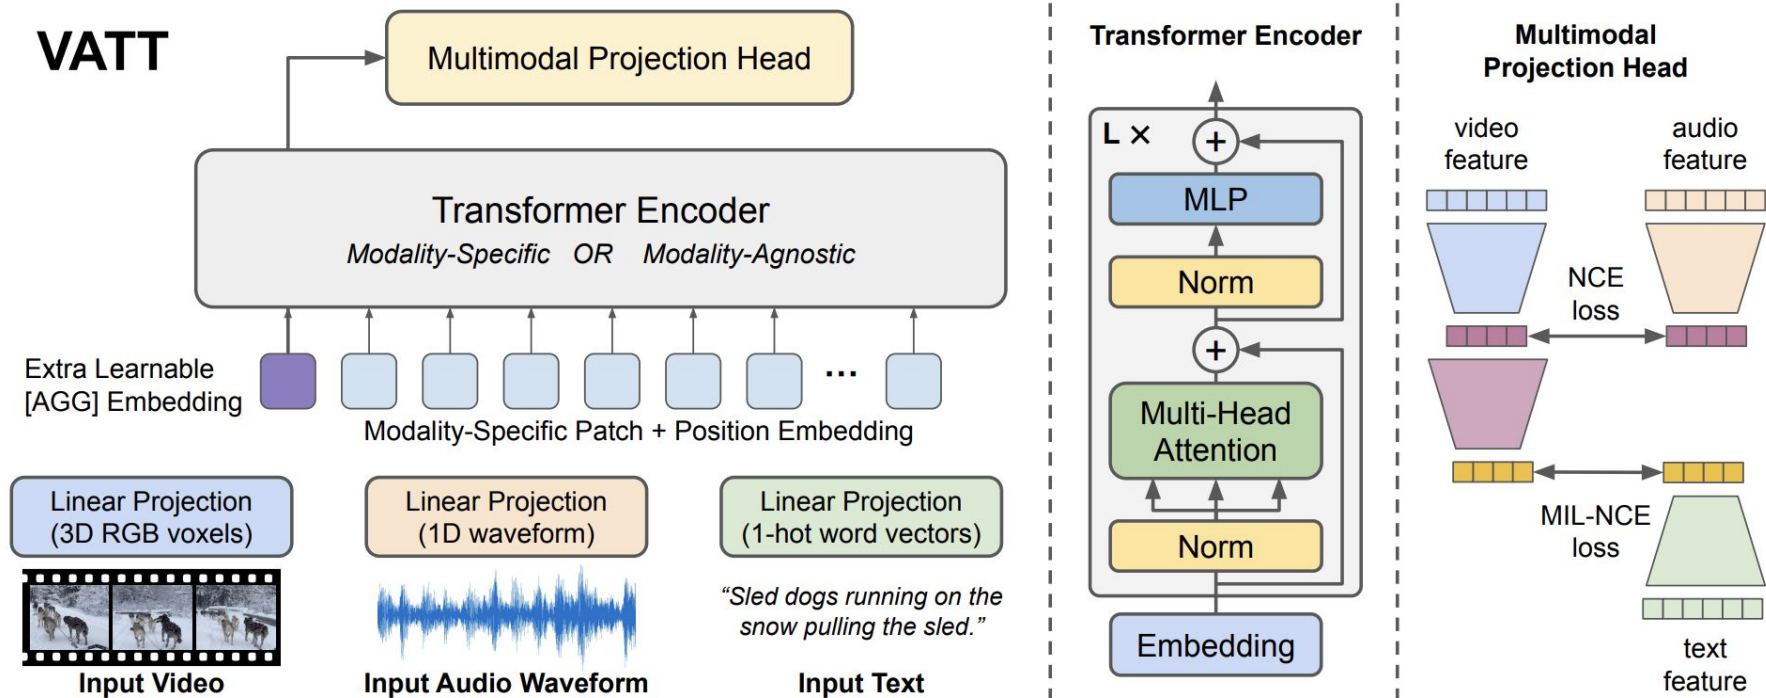 VATT
Multimodal Projection Head
Transformer Encoder
Modality-Specific OR Modality-Agnostic
Extra Learnable
[AGG] Embedding
...
Modality-Specific Patch + Position Embedding
Linear Projection
(3D RGB voxels)
Linear Projection
(1D waveform)
Linear Projection
(1-hot word vectors)
“Sled dogs running on the
snow pulling the sled.”
Input Video
Input Audio Waveform
Input Text
Transformer Encoder
L ×
+
MLP
Norm
+
Multi-Head
Attention
Norm
Embedding
Multimodal
Projection Head
video
feature
audio
feature
NCE
loss
MIL-NCE
loss
text
feature